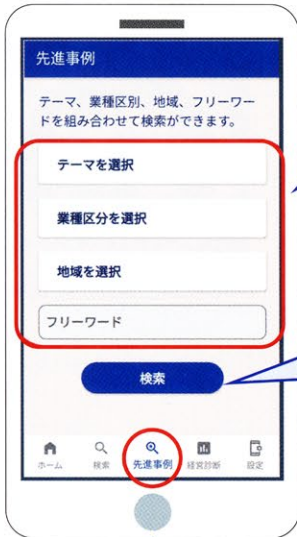 先進事例
テーマ、業種区別、地域、フリーワー
ドを組み合わせて検索ができます。
テーマを選択
業種区分を選択
地域を選択
フリーワード
検索
ホーム 検索 先進事例 経営診断 設定